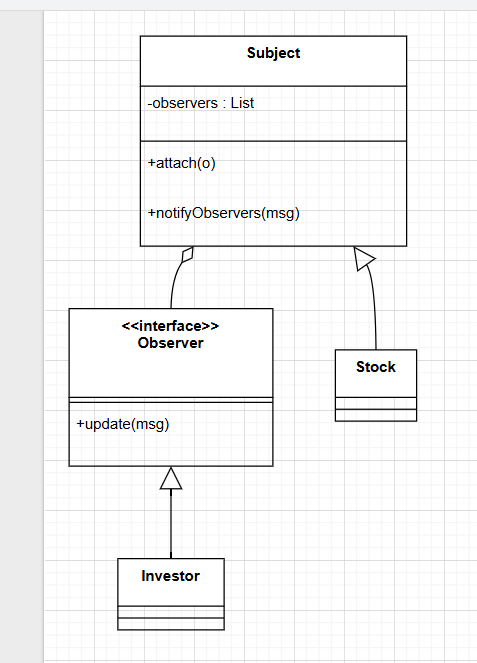 Subject
-observers : List
+attach(o)
+notifyObservers(msg)
<<interface>>
Observer
+update(msg)
Stock
Investor